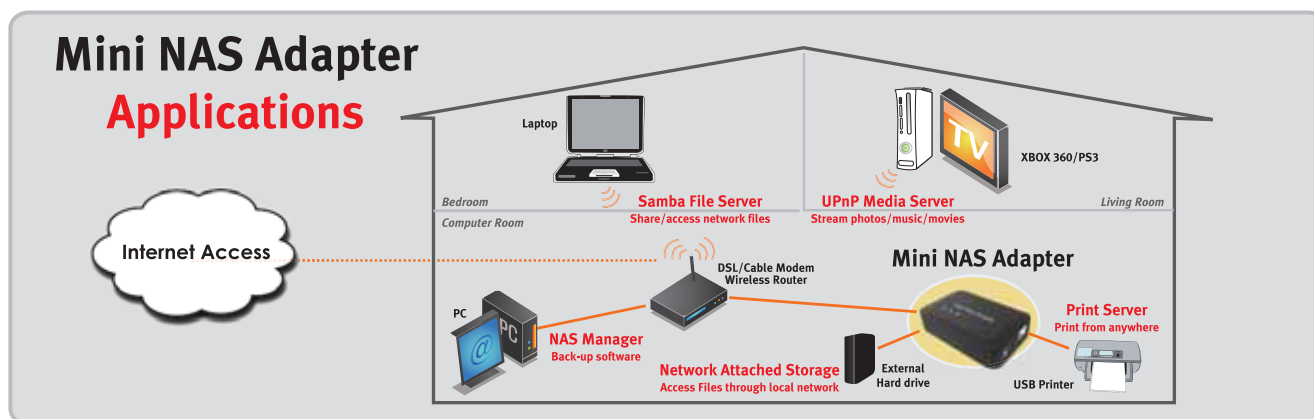 Mini NAS Adapter
Applications
Laptop
TV
XBOX 360/PS3
Bedroom
Samba File Server
Share/access network files
UPnP Media Server
Stream photos/music/movies
Living Room
Computer Room
Internet Access
DSL/Cable Modem
Wireless Router
Mini NAS Adapter
PC
PC
@
NAS Manager
Back-up software
Print Server
Print from anywhere
Network Attached Storage
Access Files through local network
External
Hard drive
USB Printer